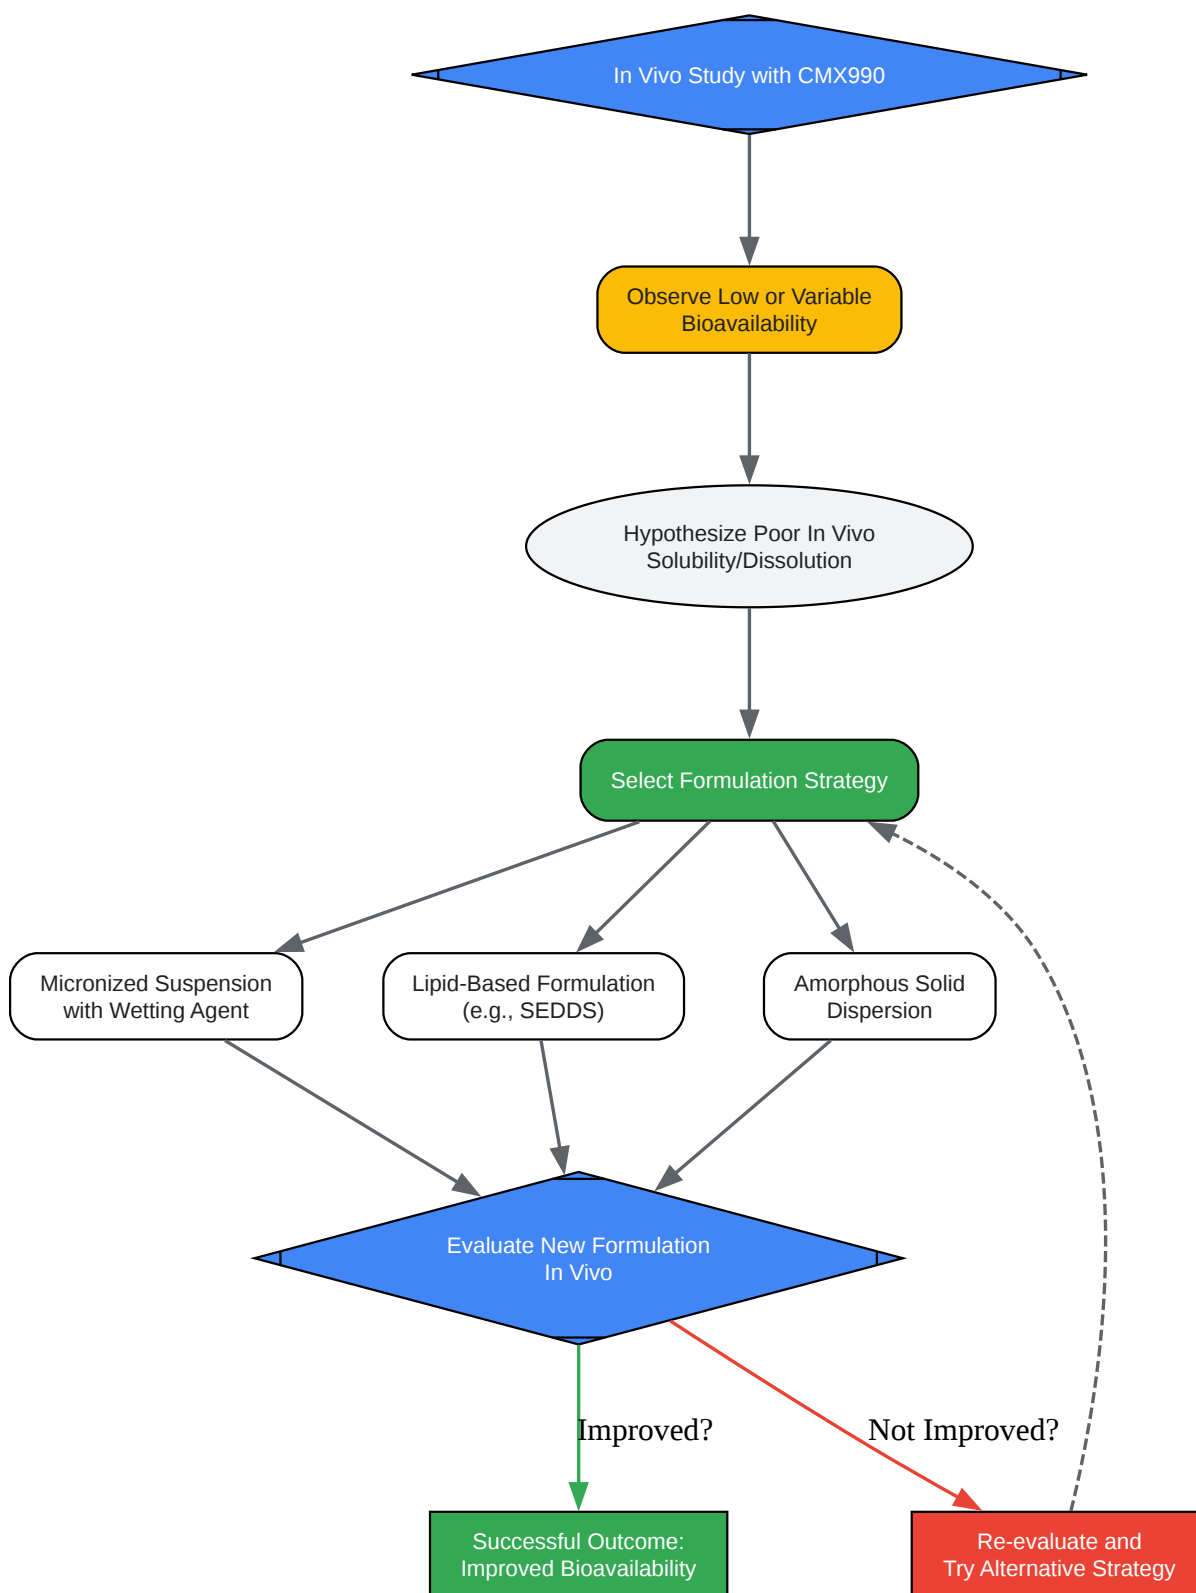 In Vivo Study with CMX990
Observe Low or Variable
Bioavailability
Hypothesize Poor In Vivo
Solubility/Dissolution
Select Formulation Strategy
Micronized Suspension
with Wetting Agent
Lipid-Based Formulation
(e.g., SEDDS)
Amorphous Solid
Dispersion
Evaluate New Formulation
In Vivo
Improved?
Not Improved?
Successful Outcome:
Improved Bioavailability
Re-evaluate and
Try Alternative Strategy